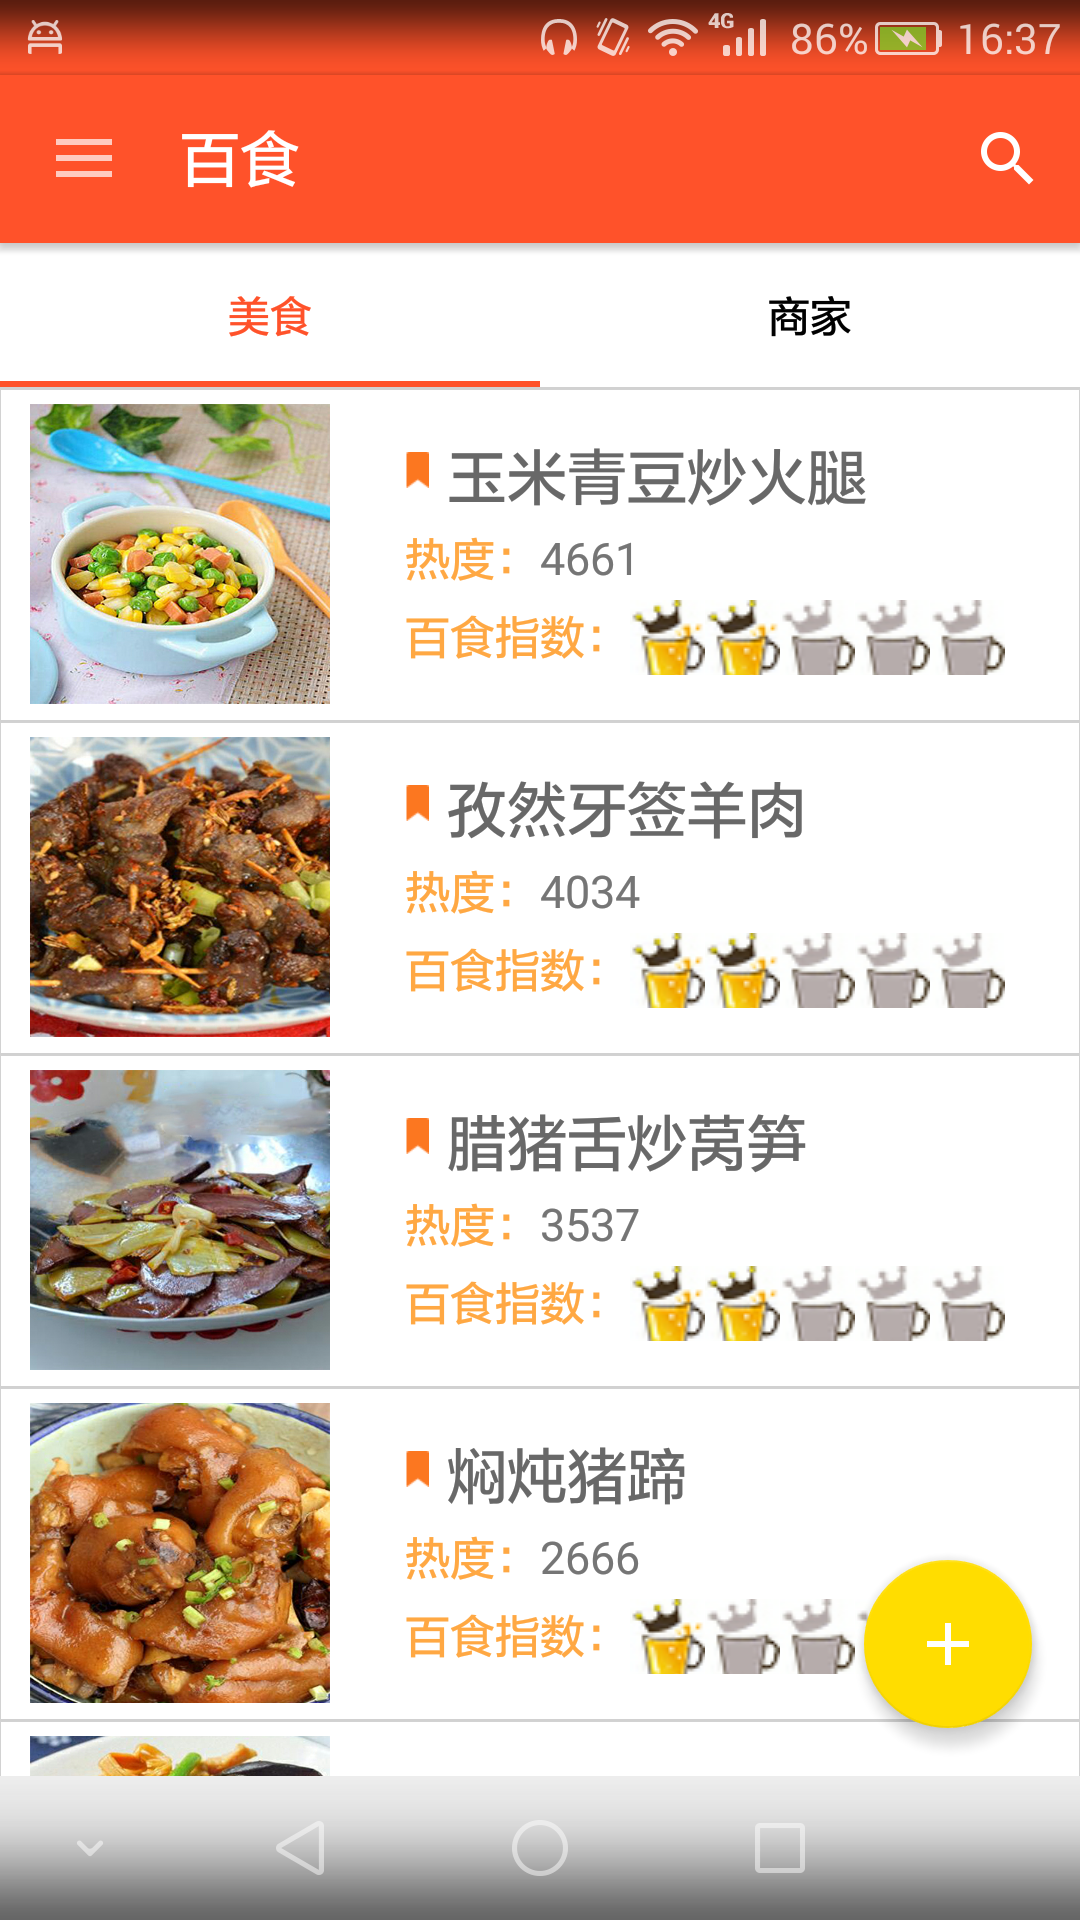 4G 86% 16:37
百食
美食 商家
玉米青豆炒火腿
热度：4661
百食指数：
孜然牙签羊肉
热度：4034
百食指数：
腊猪舌炒莴笋
热度：3537
百食指数：
焖炖猪蹄
热度：2666
百食指数：